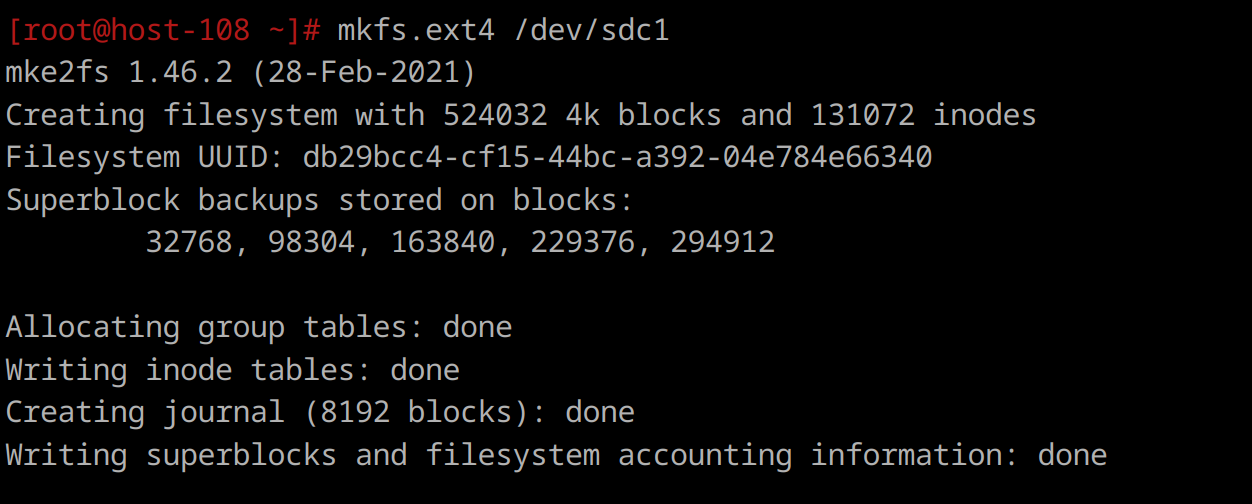 [root@host-108 ~]# mkfs.ext4 /dev/sdc1
mke2fs 1.46.2 (28-Feb-2021)
Creating filesystem with 524032 4k blocks and 131072 inodes
Filesystem UUID: db29bcc4-cf15-44bc-a392-04e784e66340
Superblock backups stored on blocks:
        32768, 98304, 163840, 229376, 294912

Allocating group tables: done
Writing inode tables: done
Creating journal (8192 blocks): done
Writing superblocks and filesystem accounting information: done